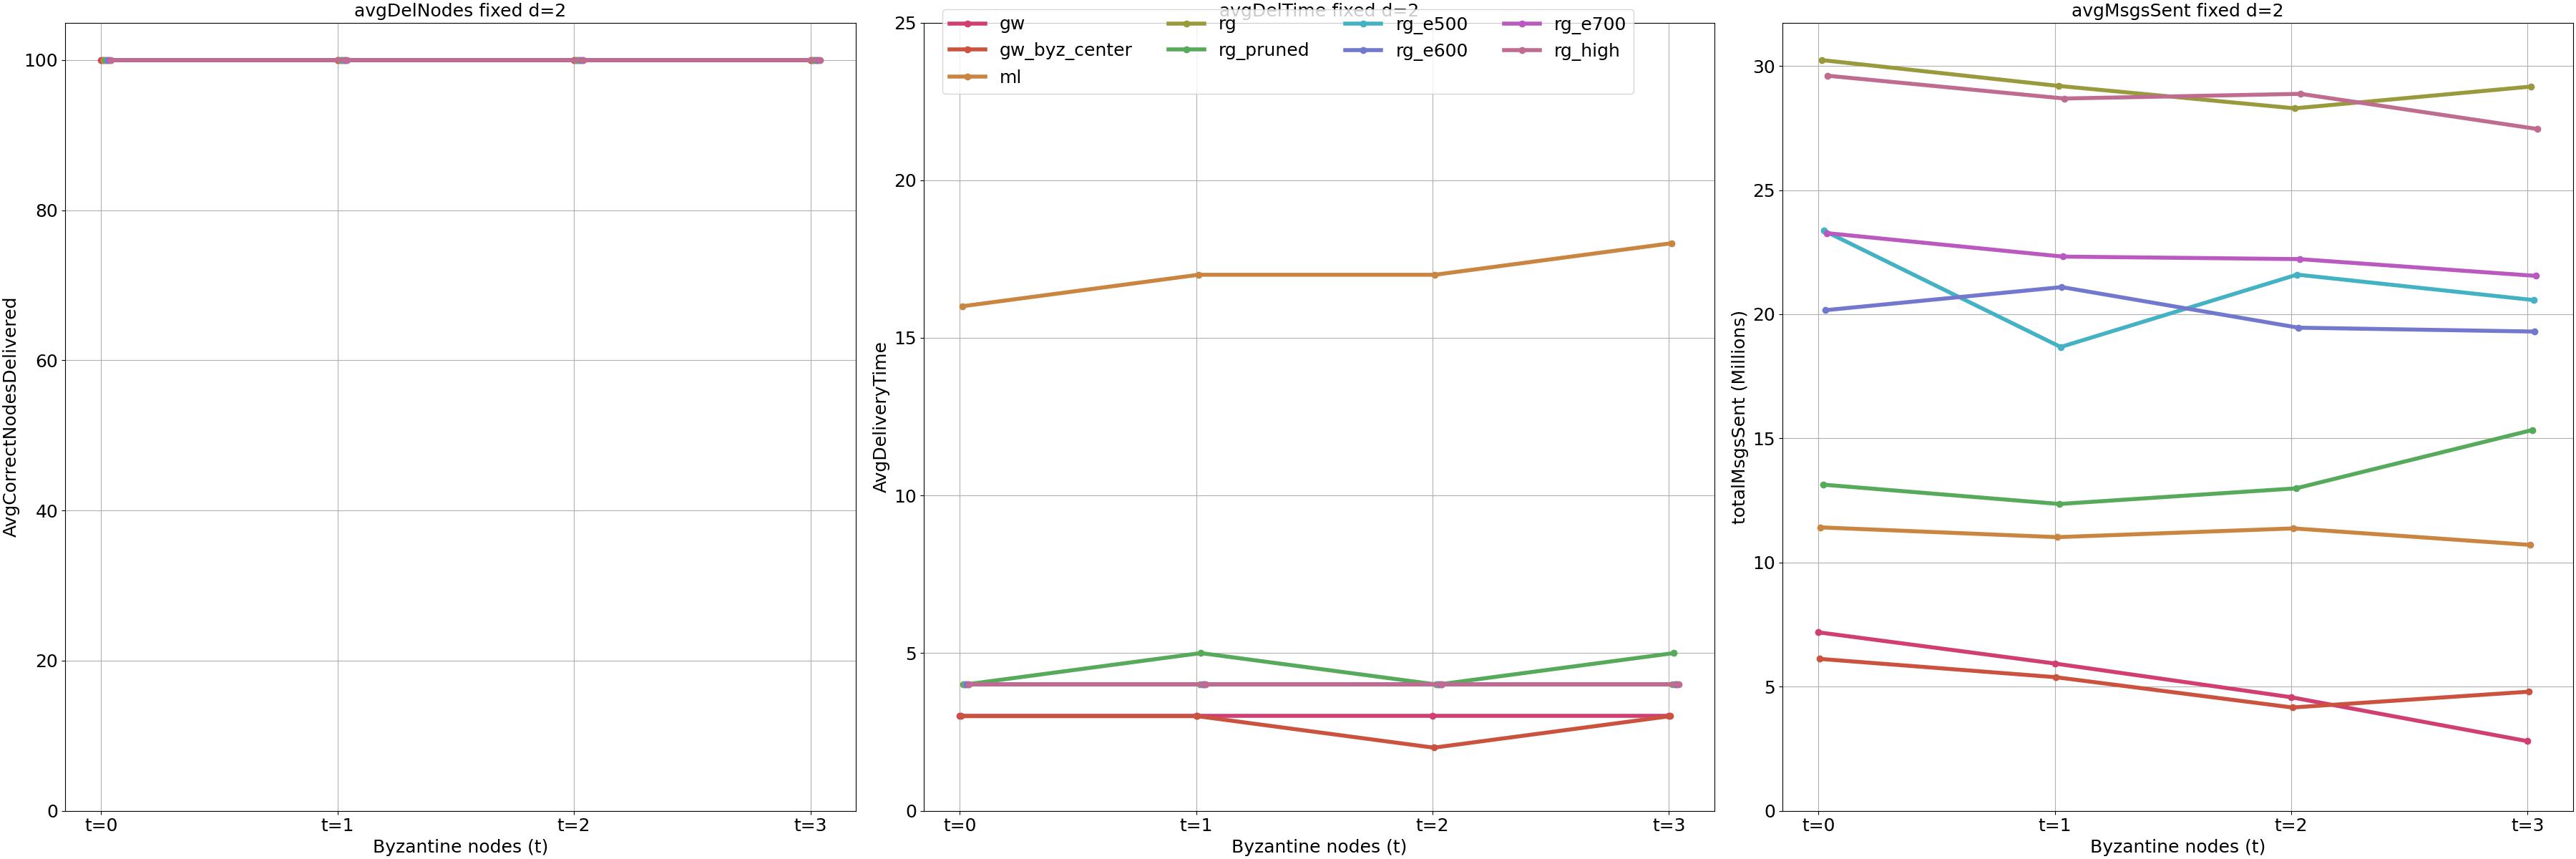 avgDelNodes fixed d=2
AvgCorrectNodesDelivered
100
80
60
40
20
0
t=0 t=1 t=2 t=3
Byzantine nodes (t)
avgDelTime fixed d=2
gw rg rg_e500 rg_e700
gw_byz_center rg_pruned rg_e600 rg_high
ml
AvgDeliveryTime
25
20
15
10
5
0
t=0 t=1 t=2 t=3
Byzantine nodes (t)
avgMsgsSent fixed d=2
totalMsgsSent (Millions)
30
25
20
15
10
5
0
t=0 t=1 t=2 t=3
Byzantine nodes (t)